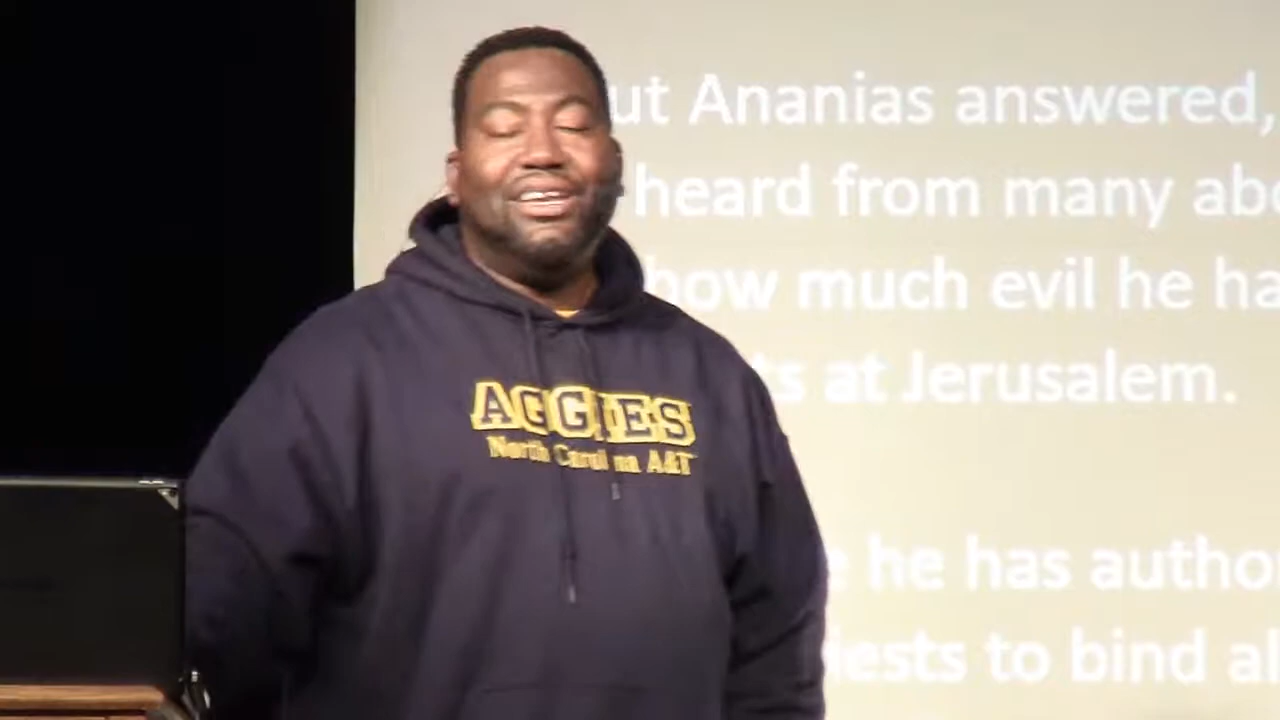 ut Ananias answered,
heard from many abo
how much evil he ha
ts at Jerusalem.
e he has author
iests to bind al
AGGIES
North Carolina A&T